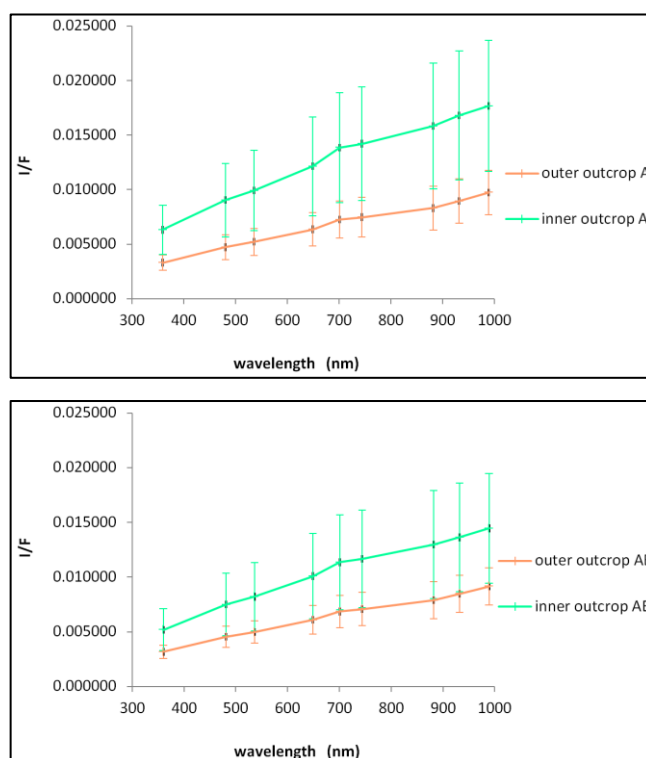 0.025000
0.020000
0.015000
0.010000
0.005000
0.000000
I/F
300 400 500 600 700 800 900 1000
wavelength (nm)
outer outcrop A
inner outcrop A
0.025000
0.020000
0.015000
0.010000
0.005000
0.000000
I/F
300 400 500 600 700 800 900 1000
wavelength (nm)
outer outcrop AB
inner outcrop AB